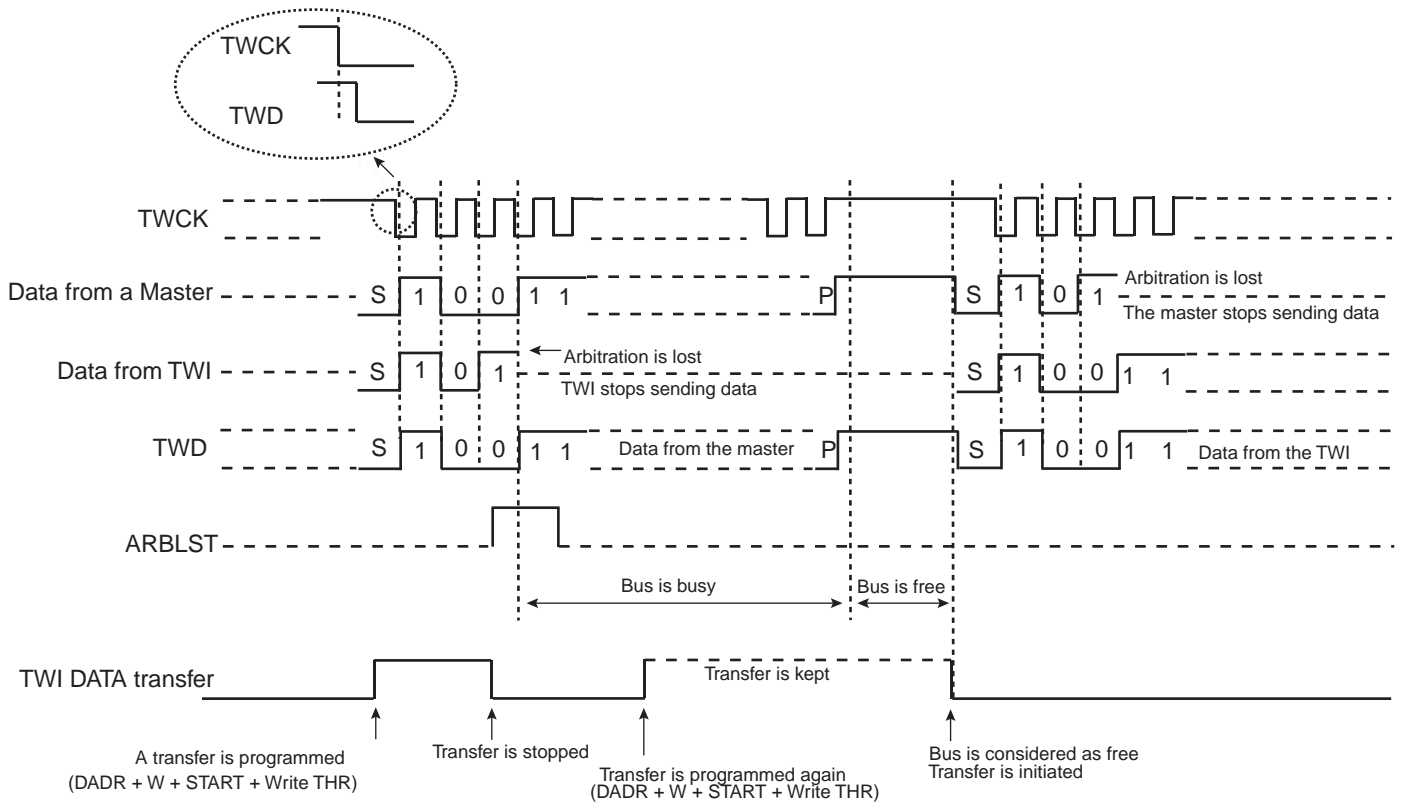 TWCK
TWD
TWCK
Data from a Master S 1 0 0 1 1 P S 1 0 1 Arbitration is lost
The master stops sending data
Data from TWI S 1 0 1 Arbitration is lost S 1 0 0 1 1
TWI stops sending data
TWD S 1 0 0 1 1 Data from the master P S 1 0 0 1 1 Data from the TWI
ARBLST
Bus is busy Bus is free
TWI DATA transfer Transfer is kept
A transfer is programmed
(DADR + W + START + Write THR)
Transfer is stopped
Transfer is programmed again
(DADR + W + START + Write THR)
Bus is considered as free
Transfer is initiated